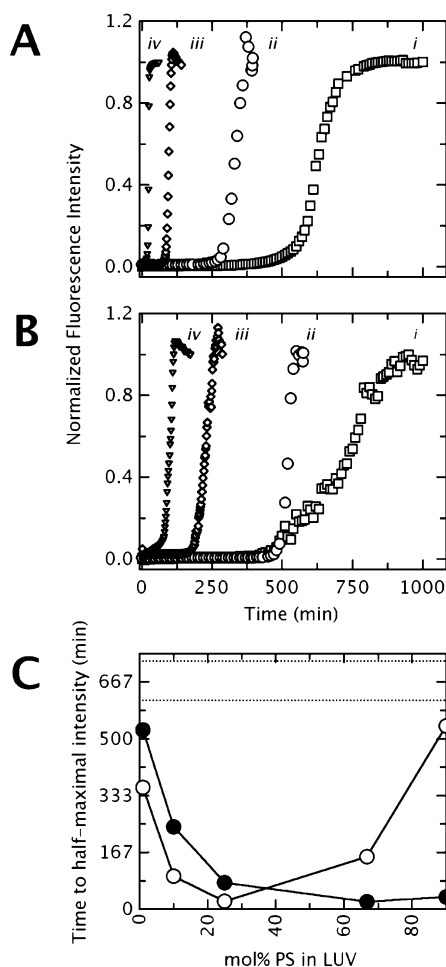 A
1.2
iv
iii
ii
i
0.8
0.4
0.0
Normalized Fluorescence Intensity
B
1.2
iv
iii
ii
i
0.8
0.4
0.0
0
250
500
750
1000
Time (min)
C
667
500
333
167
0
Time to half-maximal intensity (min)
0
20
40
60
80
mol% PS in LUV